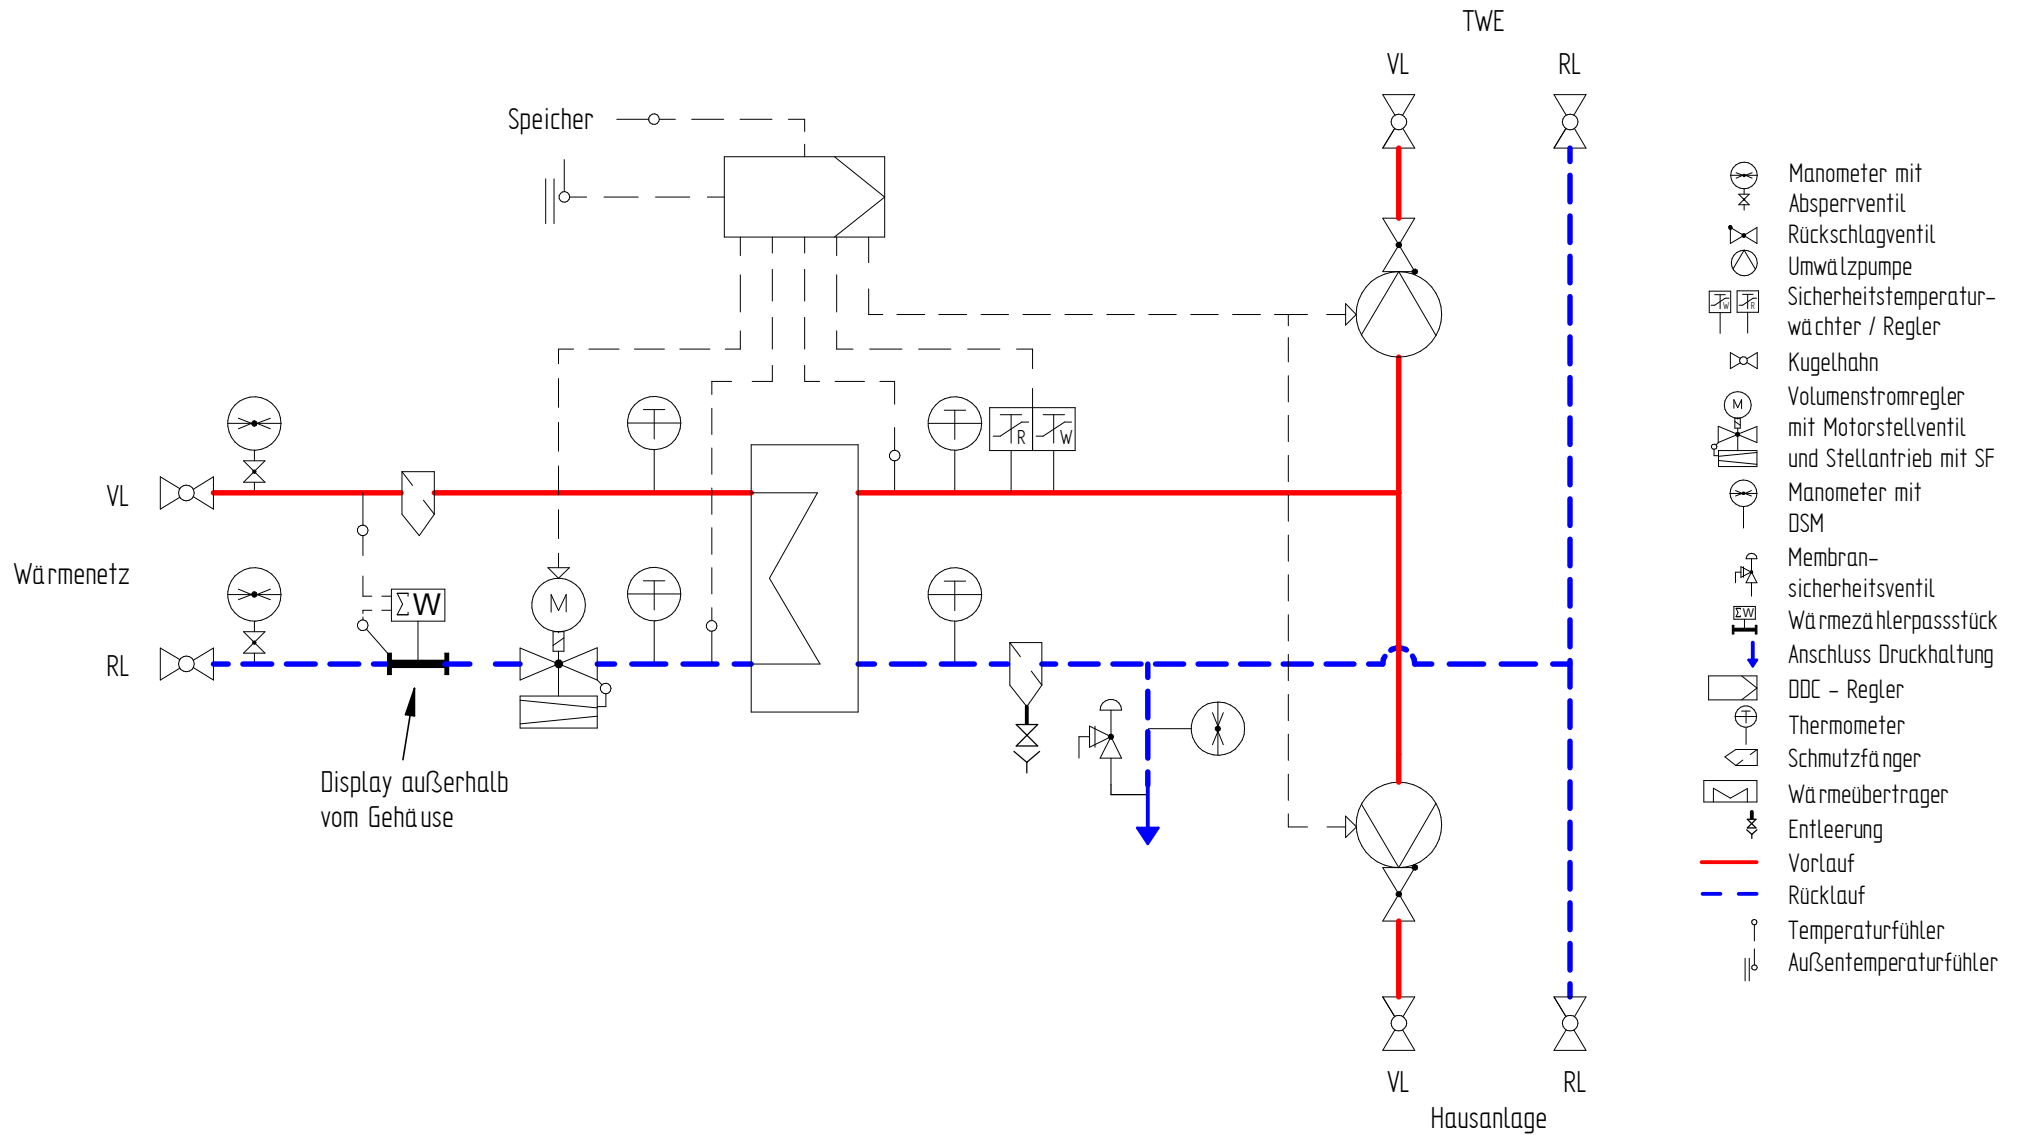 TWE
VL
RL
Speicher
R
W
VL
Wärmenetz
ΣW
M
RL
Display außerhalb
vom Gehäuse
VL
RL
Hausanlage
Manometer mit
Absperrventil
Rückschlagventil
Umwälzpumpe
W
R
Sicherheitstemperatur-
wächter / Regler
Kugelhahn
M
Volumenstromregler
mit Motorstellventil
und Stellantrieb mit SF
Manometer mit
DSM
Membran-
sicherheitsventil
ΣW
Wärmezählerpassstück
Anschluss Druckhaltung
DDC - Regler
Thermometer
Schmutzfänger
Wärmeübertrager
Entleerung
Vorlauf
Rücklauf
Temperaturfühler
Außentemperaturfühler